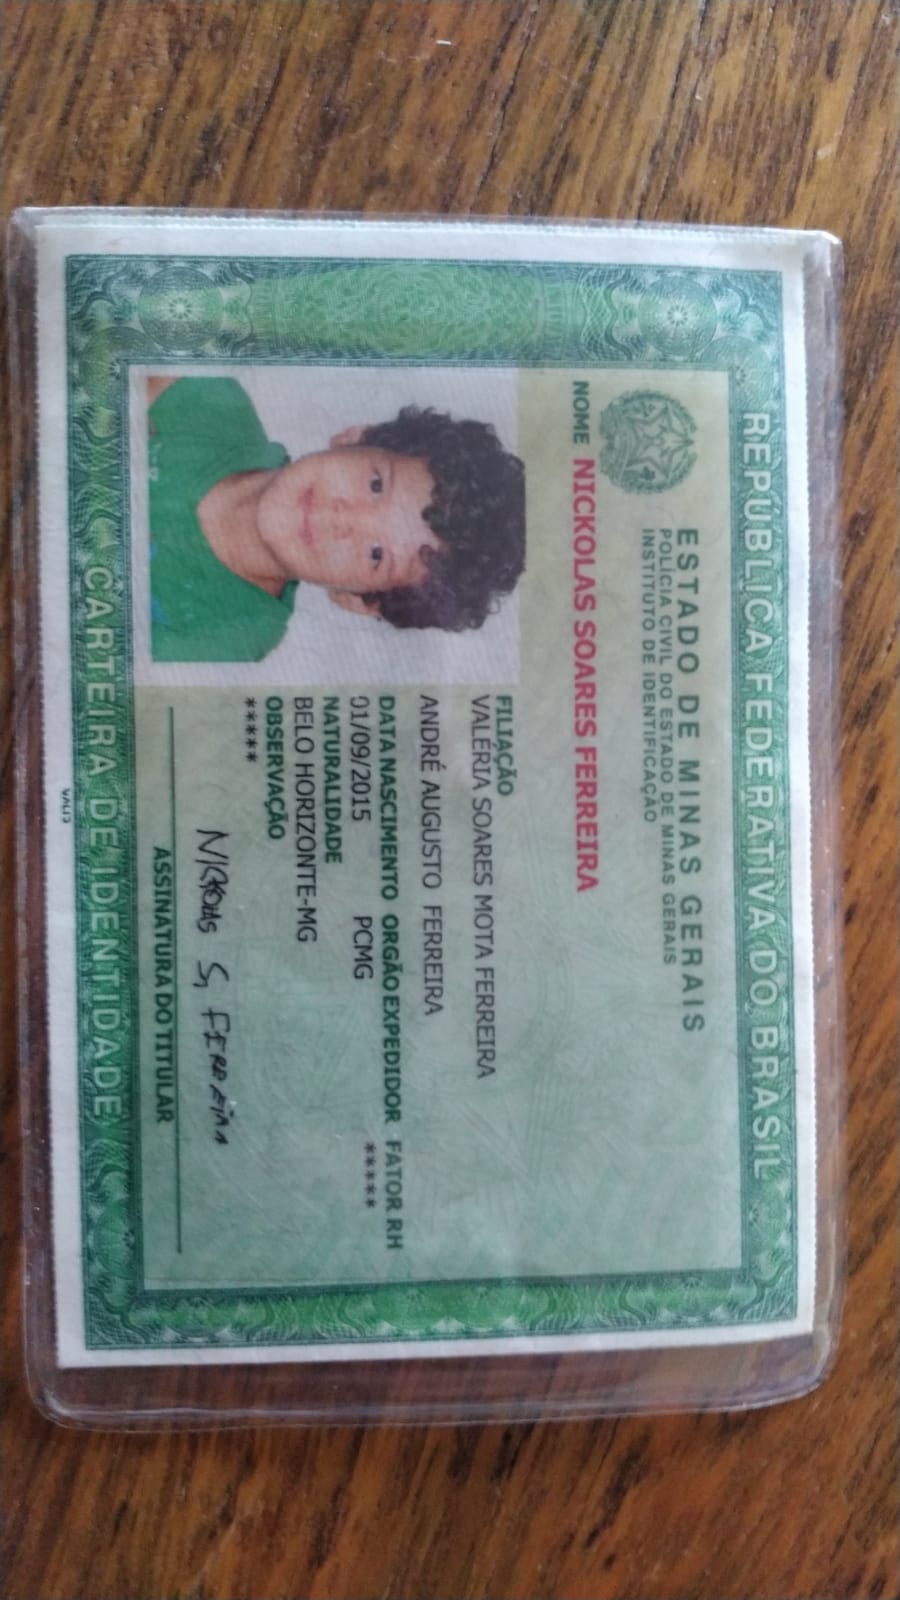 REPÚBLICA FEDERATIVA DO BRASIL
ESTADO DE MINAS GERAIS
POLÍCIA CIVIL DO ESTADO DE MINAS GERAIS
INSTITUTO DE IDENTIFICAÇÃO
NOME NICKOLAS SOARES FERREIRA
FILIAÇÃO
VALÉRIA SOARES MOTA FERREIRA
ANDRÉ AUGUSTO FERREIRA
DATA NASCIMENTO ORGÃO EXPEDIDOR FATOR RH
01/09/2015 PCMG *****
NATURALIDADE
BELO HORIZONTE-MG
OBSERVAÇÃO
*****
NICKOLAS S. FERREIRA
ASSINATURA DO TITULAR
CARTEIRA DE IDENTIDADE